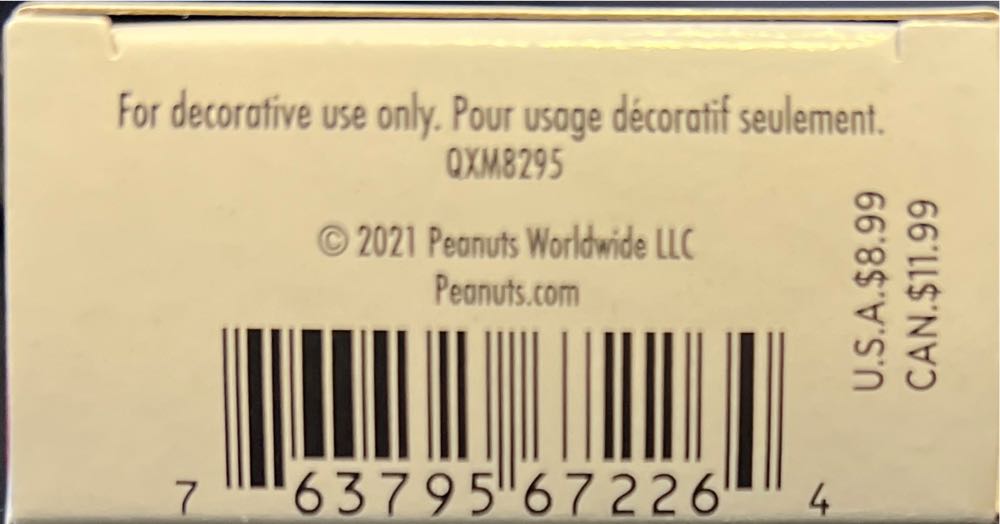 For decorative use only. Pour usage décoratif seulement.
QXM8295
© 2021 Peanuts Worldwide LLC
Peanuts.com
U.S.A.$8.99
CAN.$11.99
7 63795 67226 4